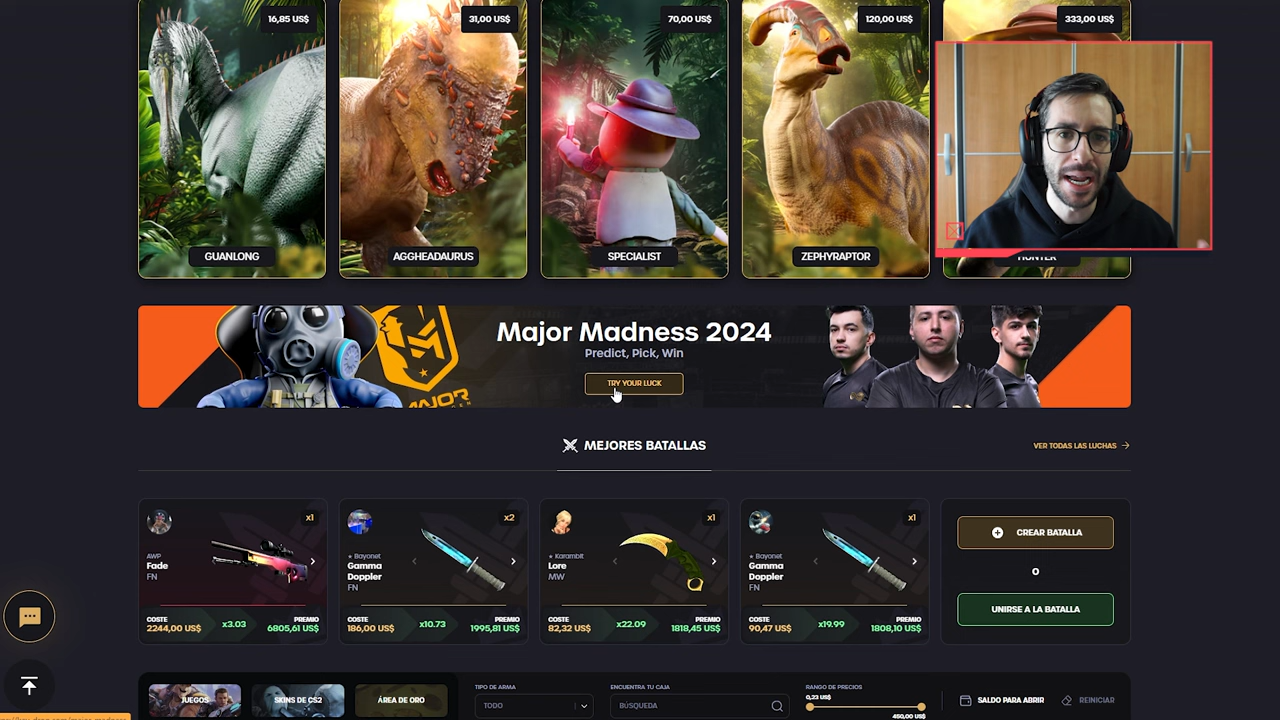 16,85 US$
31,00 US$
70,00 US$
120,00 US$
333,00 US$
GUANLONG
AGGHEADAURUS
SPECIALIST
ZEPHYRAPTOR
HUNTER
Major Madness 2024
Predict, Pick, Win
TRY YOUR LUCK
MAJOR
MEJORES BATALLAS
VER TODAS LAS LUCHAS
x1
AWP
Fade
FN
COSTE
2244,00 US$
x3.03
PREMIO
6805,61 US$
x2
★ Bayonet
Gamma
Doppler
FN
COSTE
186,00 US$
x10.73
PREMIO
1995,81 US$
x1
★ Karambit
Lore
MW
COSTE
82,32 US$
x22.09
PREMIO
1818,45 US$
x1
★ Bayonet
Gamma
Doppler
FN
COSTE
90,47 US$
x19.99
PREMIO
1808,10 US$
CREAR BATALLA
O
UNIRSE A LA BATALLA
JUEGOS
SKINS DE CS2
ÁREA DE ORO
TIPO DE ARMA
TODO
ENCUENTRA TU CAJA
BÚSQUEDA
RANGO DE PRECIOS
0,23 US$
450,00 US$
SALDO PARA ABRIR
REINICIAR